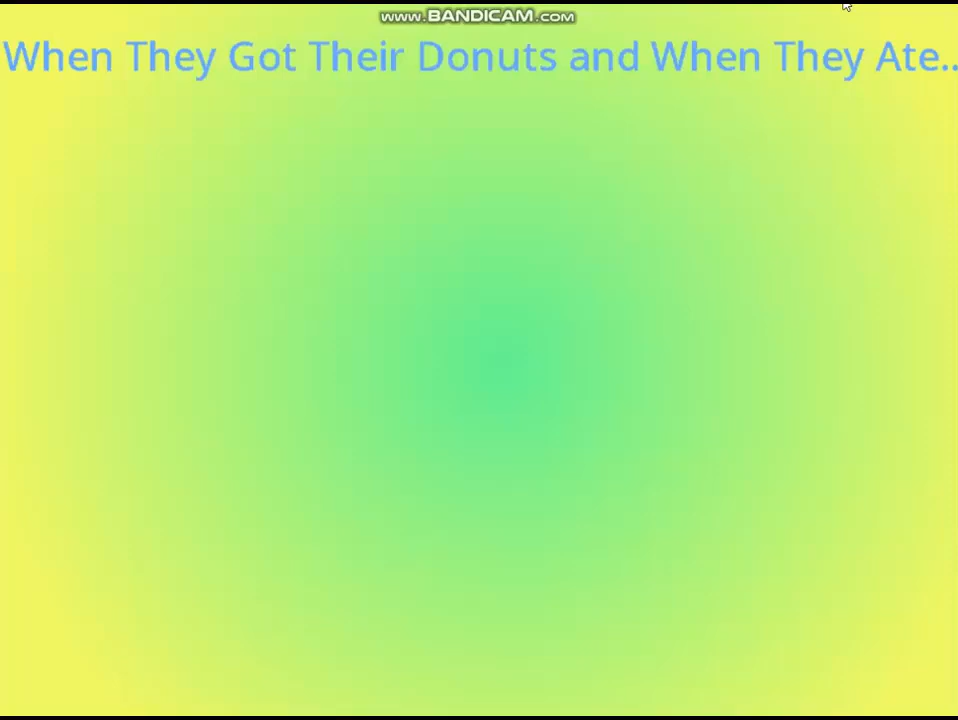 www.BANDICAM.com
When They Got Their Donuts and When They Ate..